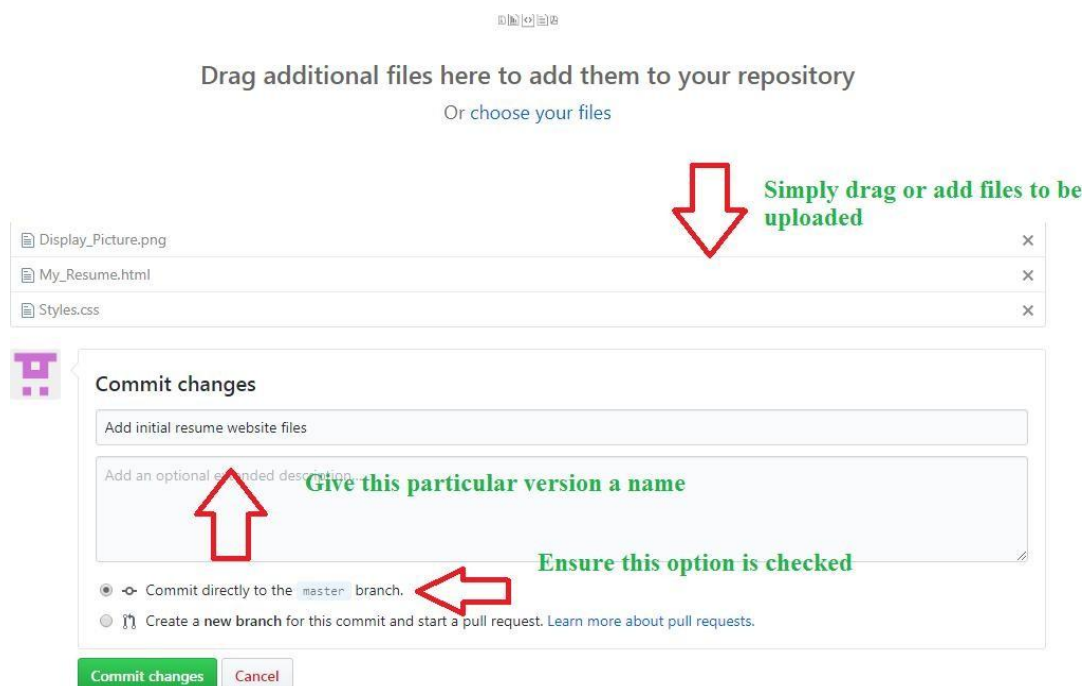 Drag additional files here to add them to your repository
Or choose your files
Simply drag or add files to be
uploaded
Display_Picture.png
My_Resume.html
Styles.css
Commit changes
Add initial resume website files
Add an optional extended description...
Give this particular version a name
Ensure this option is checked
Commit directly to the master branch.
Create a new branch for this commit and start a pull request. Learn more about pull requests.
Commit changes
Cancel